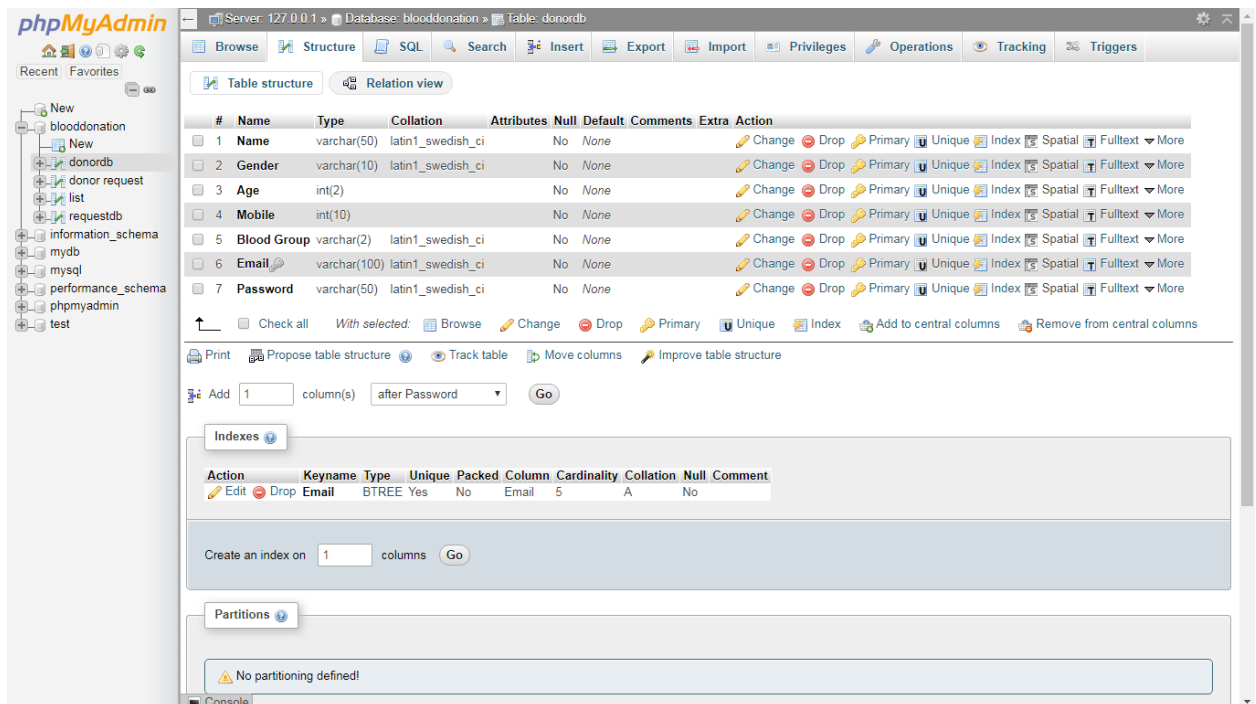 phpMyAdmin
Recent Favorites
New
blooddonation
New
donordb
donor request
list
requestdb
information_schema
mydb
mysql
performance_schema
phpmyadmin
test
Server: 127.0.0.1 » Database: blooddonation » Table: donordb
Browse Structure SQL Search Insert Export Import Privileges Operations Tracking Triggers
Table structure Relation view
# Name Type Collation Attributes Null Default Comments Extra Action
1 Name varchar(50) latin1_swedish_ci No None Change Drop Primary Unique Index Spatial Fulltext More
2 Gender varchar(10) latin1_swedish_ci No None Change Drop Primary Unique Index Spatial Fulltext More
3 Age int(2) No None Change Drop Primary Unique Index Spatial Fulltext More
4 Mobile int(10) No None Change Drop Primary Unique Index Spatial Fulltext More
5 Blood Group varchar(2) latin1_swedish_ci No None Change Drop Primary Unique Index Spatial Fulltext More
6 Email varchar(100) latin1_swedish_ci No None Change Drop Primary Unique Index Spatial Fulltext More
7 Password varchar(50) latin1_swedish_ci No None Change Drop Primary Unique Index Spatial Fulltext More
Check all With selected: Browse Change Drop Primary Unique Index Add to central columns Remove from central columns
Print Propose table structure Track table Move columns Improve table structure
Add 1 column(s) after Password Go
Indexes
Action Keyname Type Unique Packed Column Cardinality Collation Null Comment
Edit Drop Email BTREE Yes No Email 5 A No
Create an index on 1 columns Go
Partitions
No partitioning defined!
Console